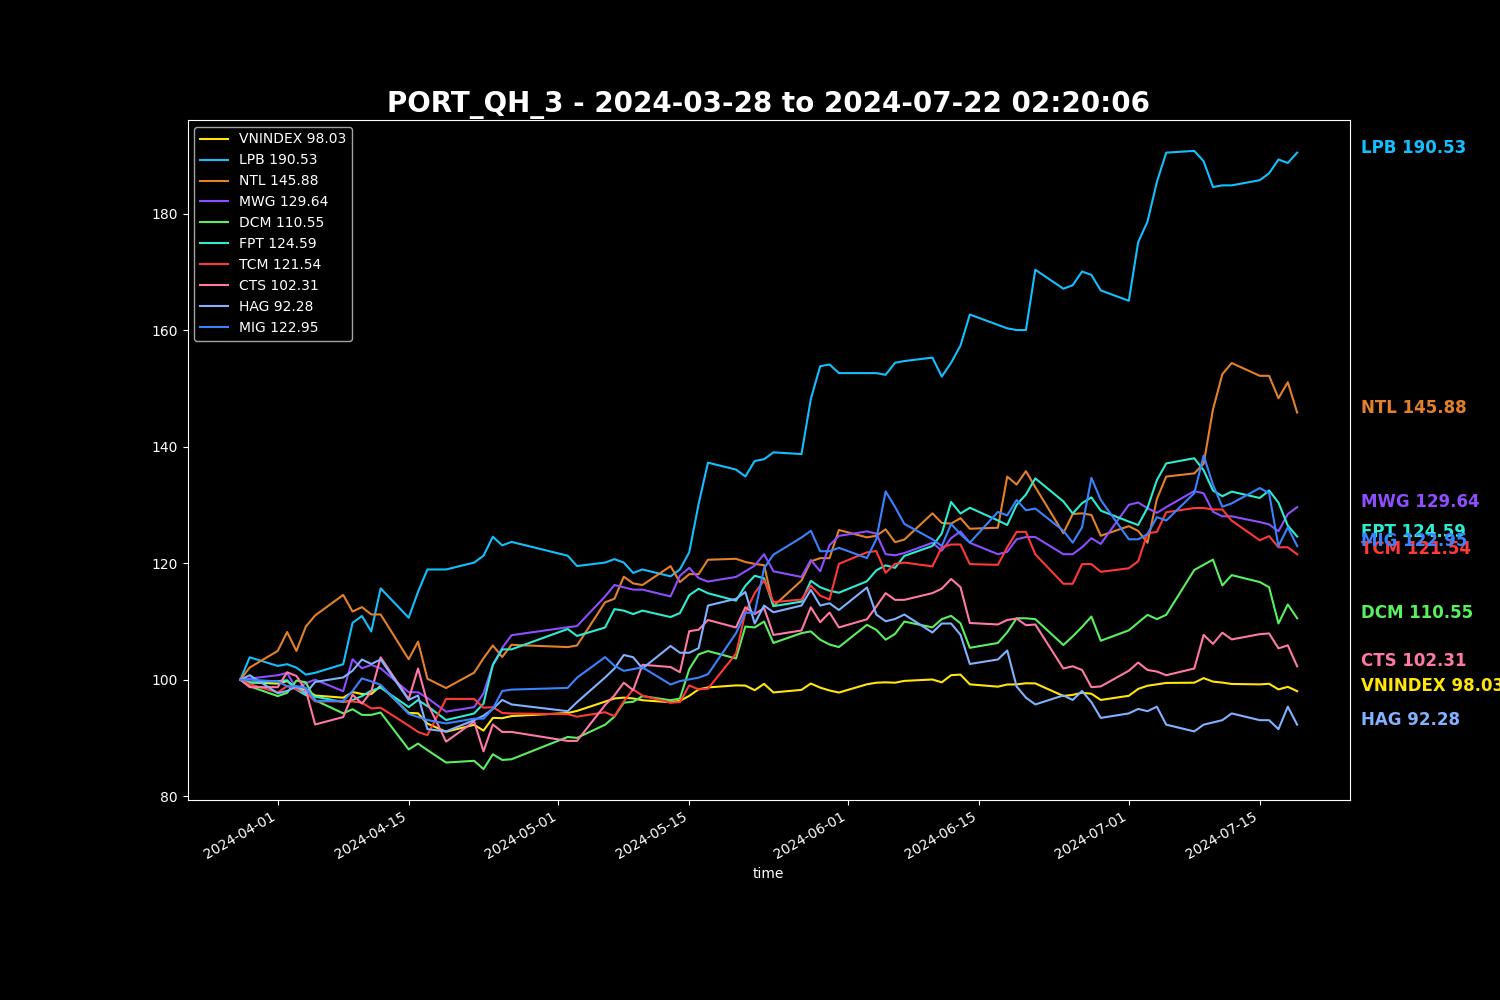 PORT_QH_3 - 2024-03-28 to 2024-07-22 02:20:06
VNINDEX 98.03
LPB 190.53
NTL 145.88
MWG 129.64
DCM 110.55
FPT 124.59
TCM 121.54
CTS 102.31
HAG 92.28
MIG 122.95
180
160
140
120
100
80
2024-04-01
2024-04-15
2024-05-01
2024-05-15
2024-06-01
2024-06-15
2024-07-01
2024-07-15
time
LPB 190.53
NTL 145.88
MWG 129.64
FPT 124.59
MIG 122.95
TCM 121.54
DCM 110.55
CTS 102.31
VNINDEX 98.03
HAG 92.28